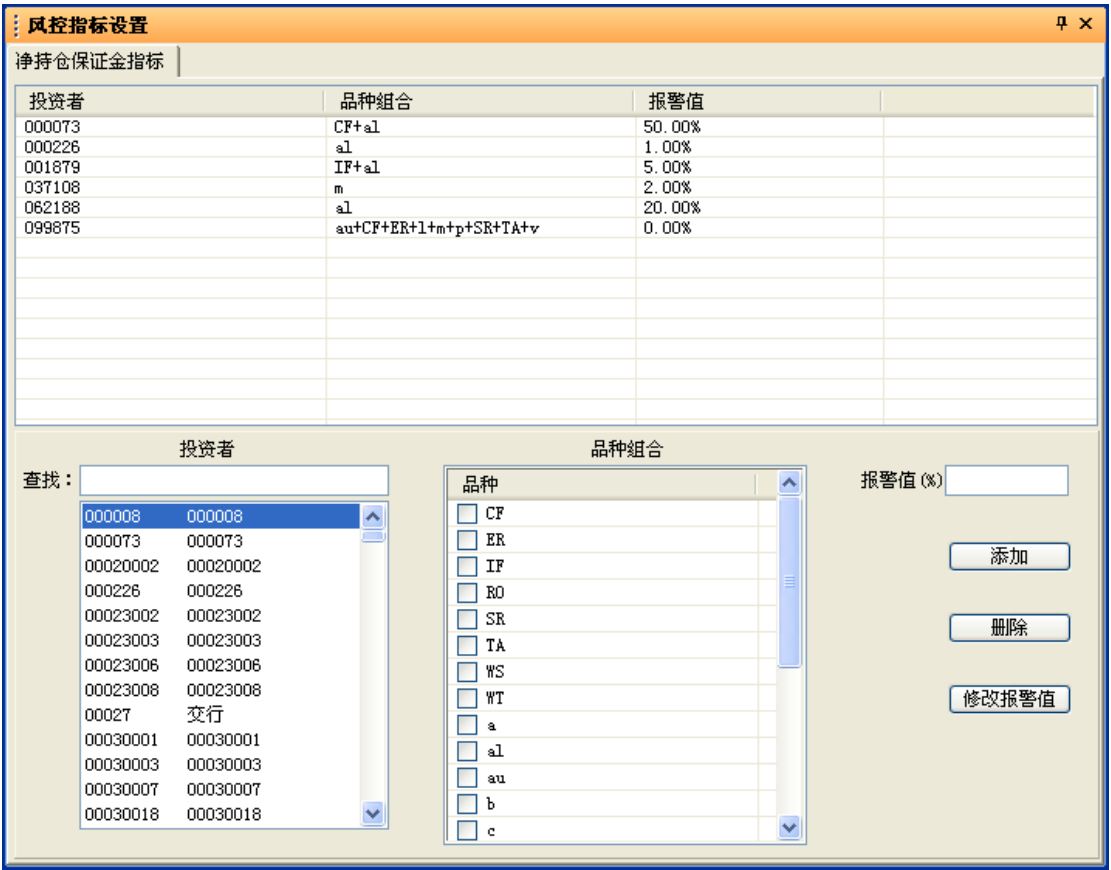 风控指标设置
净持仓保证金指标
投资者 品种组合 报警值
000073 CF+al 50.00%
000226 al 1.00%
001879 IF+al 5.00%
037108 m 2.00%
062188 al 20.00%
099875 au+CF+ER+l+m+p+SR+TA+v 0.00%
投资者
查找：
000008 000008
000073 000073
00020002 00020002
000226 000226
00023002 00023002
00023003 00023003
00023006 00023006
00023008 00023008
00027 交行
00030001 00030001
00030003 00030003
00030007 00030007
00030018 00030018
品种组合
品种
CF
ER
IF
RO
SR
TA
WS
WT
a
al
au
b
c
报警值(%)
添加
删除
修改报警值